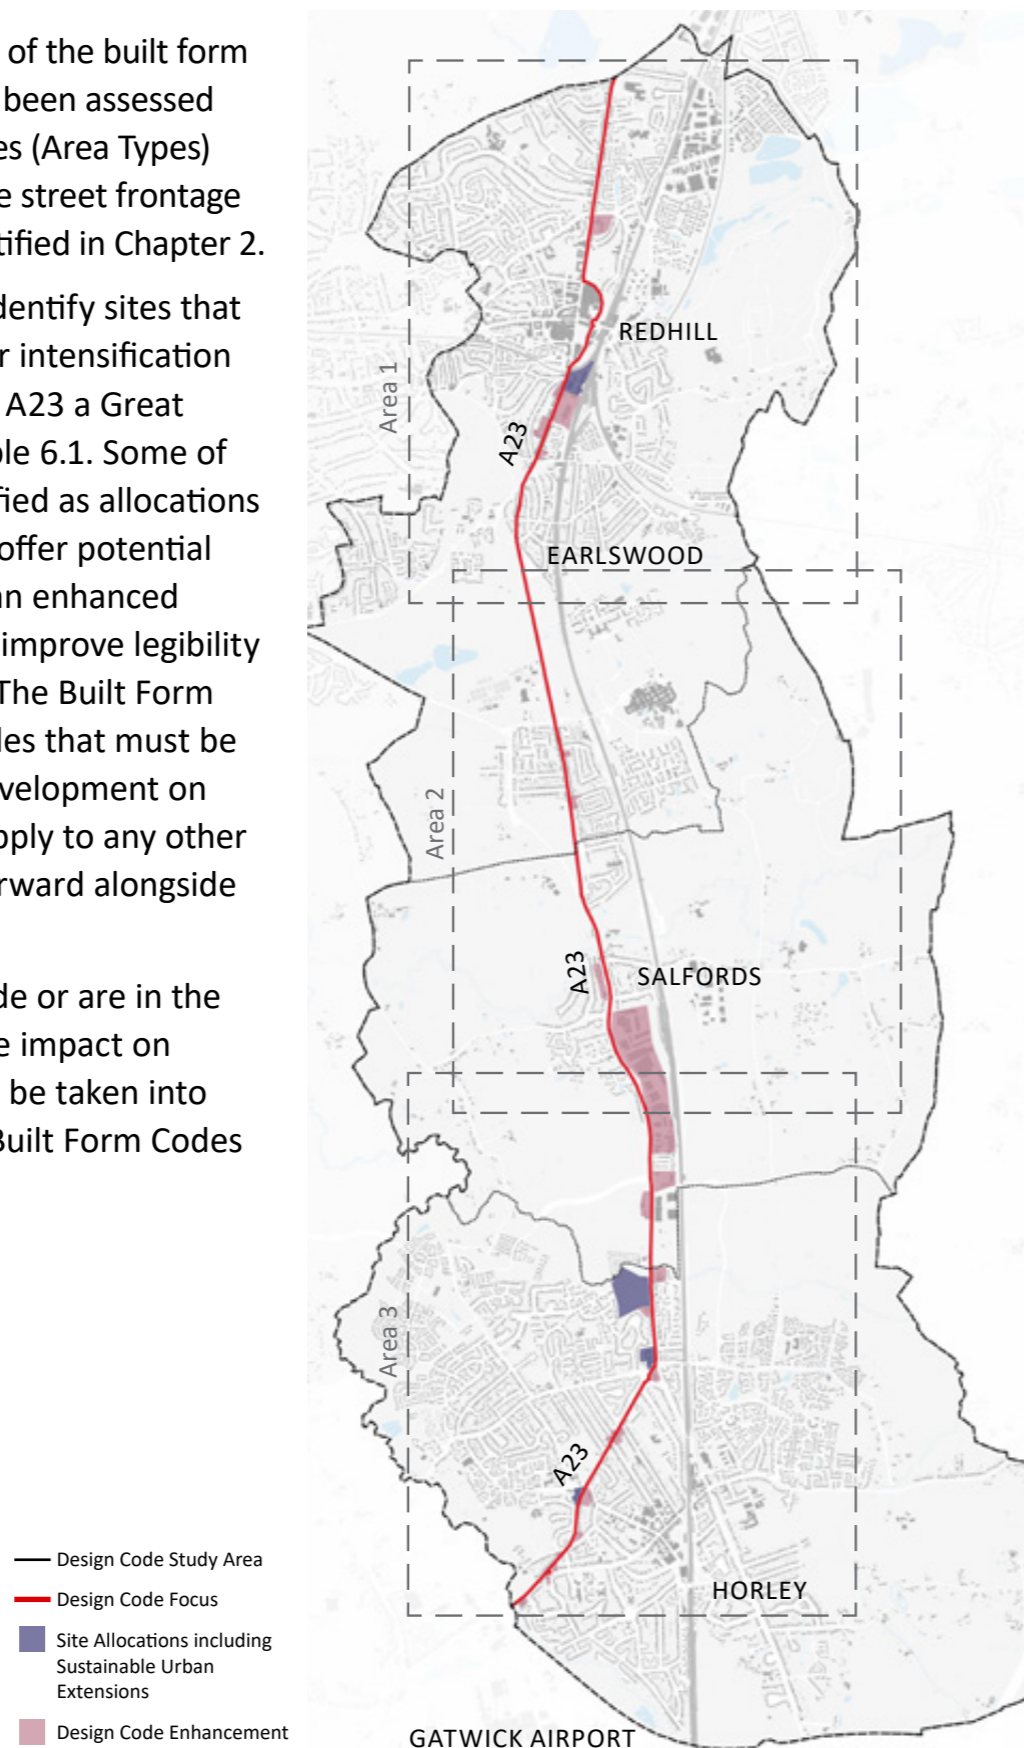 of the built form
been assessed
es (Area Types)
e street frontage
tified in Chapter 2.
dentify sites that
r intensification
A23 a Great
le 6.1. Some of
fied as allocations
offer potential
an enhanced
improve legibility
The Built Form
les that must be
evelopment on
pply to any other
rward alongside
de or are in the
e impact on
be taken into
Built Form Codes
Area 1
REDHILL
A23
EARLSWOOD
Area 2
A23
SALFORDS
Area 3
A23
HORLEY
GATWICK AIRPORT
Design Code Study Area
Design Code Focus
Site Allocations including
Sustainable Urban
Extensions
Design Code Enhancement